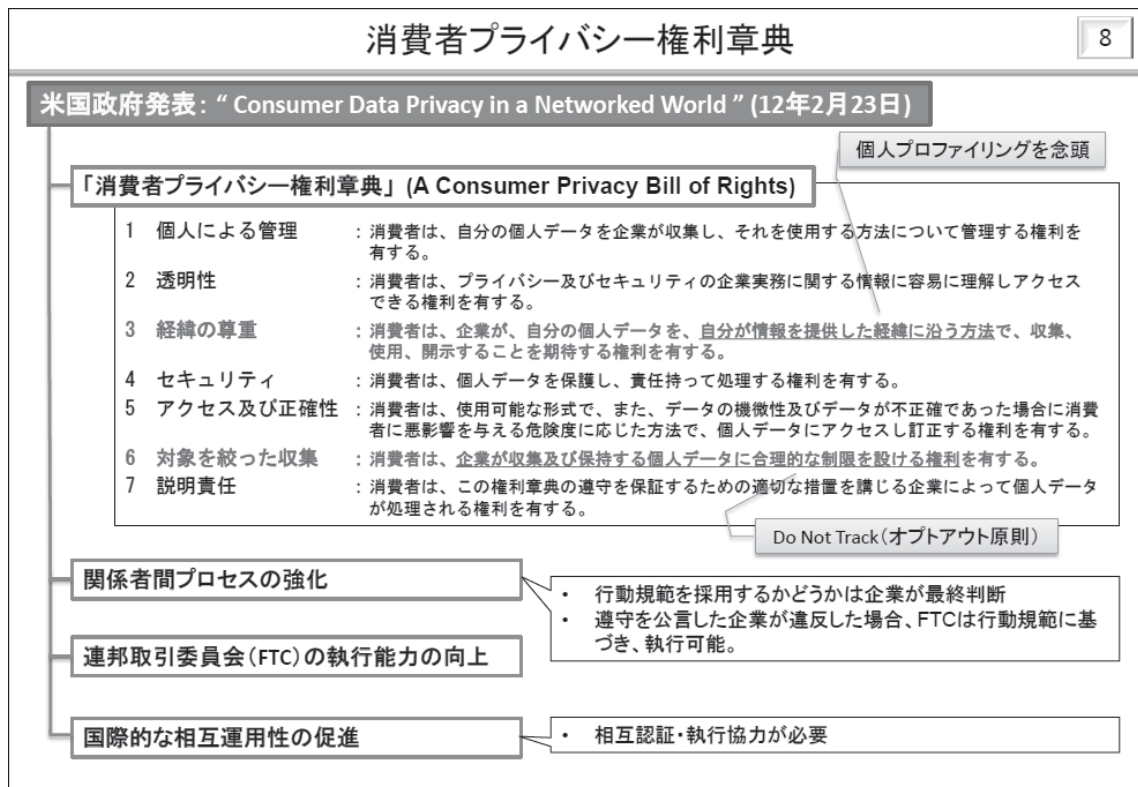 消費者プライバシー権利章典
8
米国政府発表: “ Consumer Data Privacy in a Networked World ” (12年2月23日)
個人プロファイリングを念頭
「消費者プライバシー権利章典」 (A Consumer Privacy Bill of Rights)
1 個人による管理 : 消費者は、自分の個人データを企業が収集し、それを使用する方法について管理する権利を
有する。
2 透明性 : 消費者は、プライバシー及びセキュリティの企業実務に関する情報に容易に理解しアクセス
できる権利を有する。
3 経緯の尊重 : 消費者は、企業が、自分の個人データを、自分が情報を提供した経緯に沿う方法で、収集、
使用、開示することを期待する権利を有する。
4 セキュリティ : 消費者は、個人データを保護し、責任持って処理する権利を有する。
5 アクセス及び正確性 : 消費者は、使用可能な形式で、また、データの機微性及びデータが不正確であった場合に消費
者に悪影響を与える危険度に応じた方法で、個人データにアクセスし訂正する権利を有する。
6 対象を絞った収集 : 消費者は、企業が収集及び保持する個人データに合理的な制限を設ける権利を有する。
7 説明責任 : 消費者は、この権利章典の遵守を保証するための適切な措置を講じる企業によって個人データ
が処理される権利を有する。
Do Not Track(オプトアウト原則)
関係者間プロセスの強化
・ 行動規範を採用するかどうかは企業が最終判断
・ 遵守を公言した企業が違反した場合、FTCは行動規範に基
づき、執行可能。
連邦取引委員会(FTC)の執行能力の向上
国際的な相互運用性の促進
・ 相互認証・執行協力が必要